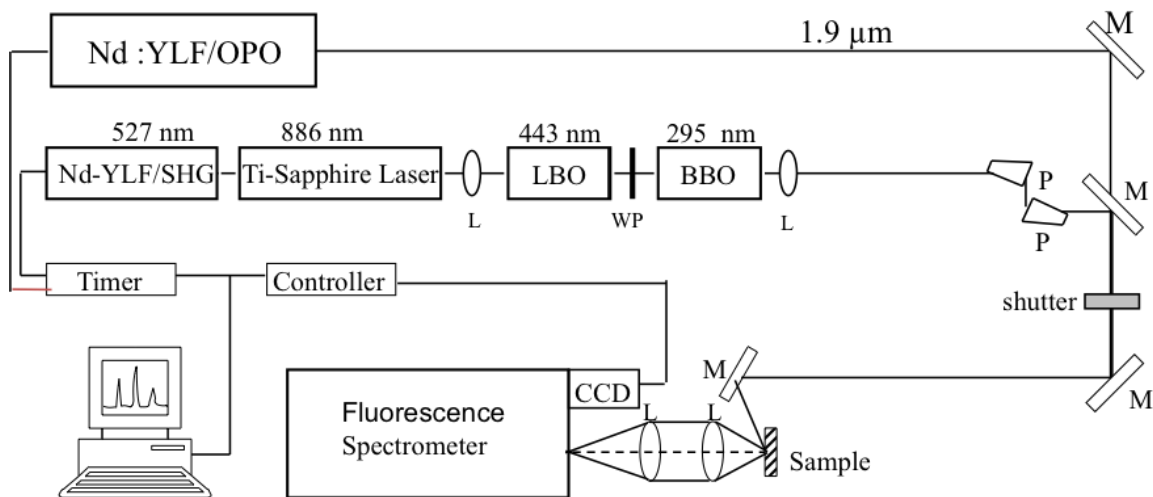 M
1.9 µm
Nd :YLF/OPO
527 nm
886 nm
443 nm
295 nm
Nd-YLF/SHG
Ti-Sapphire Laser
LBO
BBO
P
M
L
WP
L
P
Timer
Controller
shutter
M
CCD
M
Fluorescence
L
L
Spectrometer
Sample